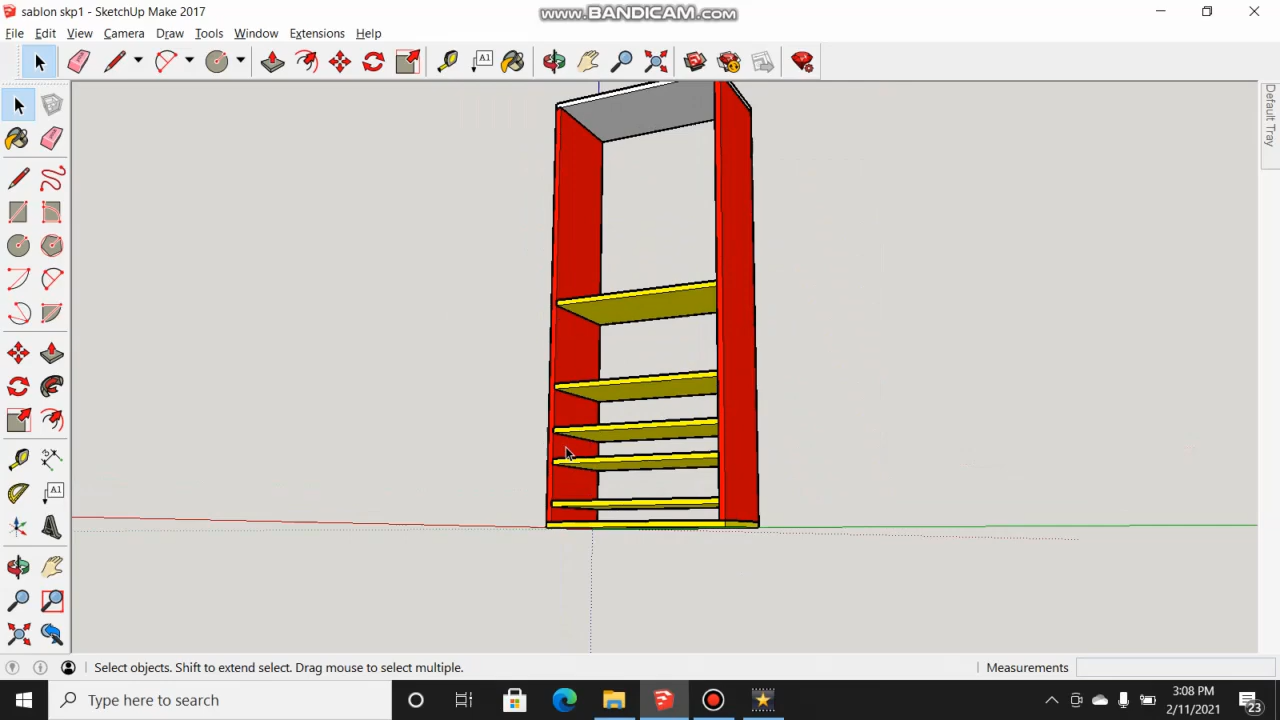 sablon skp1 - SketchUp Make 2017
www.BANDICAM.com
File Edit View Camera Draw Tools Window Extensions Help
A1
Default Tray
A1
Select objects. Shift to extend select. Drag mouse to select multiple.
Measurements
Type here to search
3:08 PM
2/11/2021
23